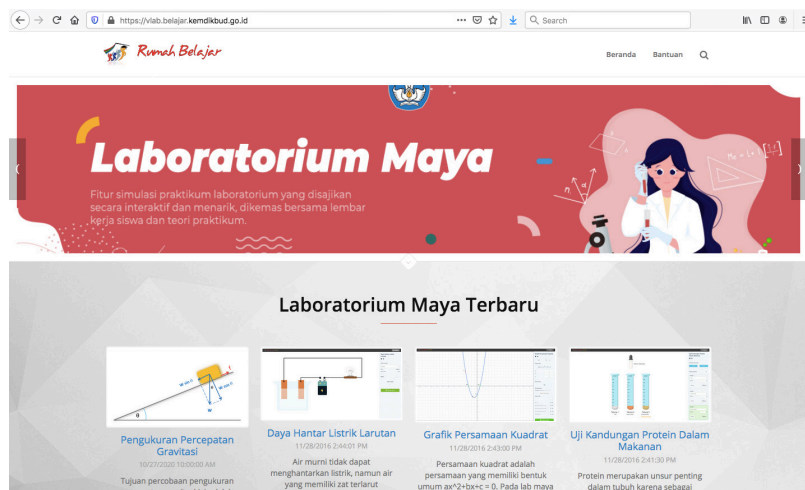 https://vlab.belajar.kemdikbud.go.id
Search
Rumah Belajar
Beranda Bantuan
Laboratorium Maya
Fitur simulasi praktikum laboratorium yang disajikan
secara interaktif dan menarik, dikemas bersama lembar
kerja siswa dan teori praktikum.
Laboratorium Maya Terbaru
Pengukuran Percepatan
Gravitasi
10/27/2020 10:00:00 AM
Tujuan percobaan pengukuran
Daya Hantar Listrik Larutan
11/28/2016 2:44:01 PM
Air murni tidak dapat
menghantarkan listrik, namun air
yang memiliki zat terlarut
Grafik Persamaan Kuadrat
11/28/2016 2:43:00 PM
Persamaan kuadrat adalah
persamaan yang memiliki bentuk
umum ax^2+bx+c = 0. Pada lab maya
Uji Kandungan Protein Dalam
Makanan
11/28/2016 2:41:30 PM
Protein merupakan unsur penting
dalam tubuh karena sebagai